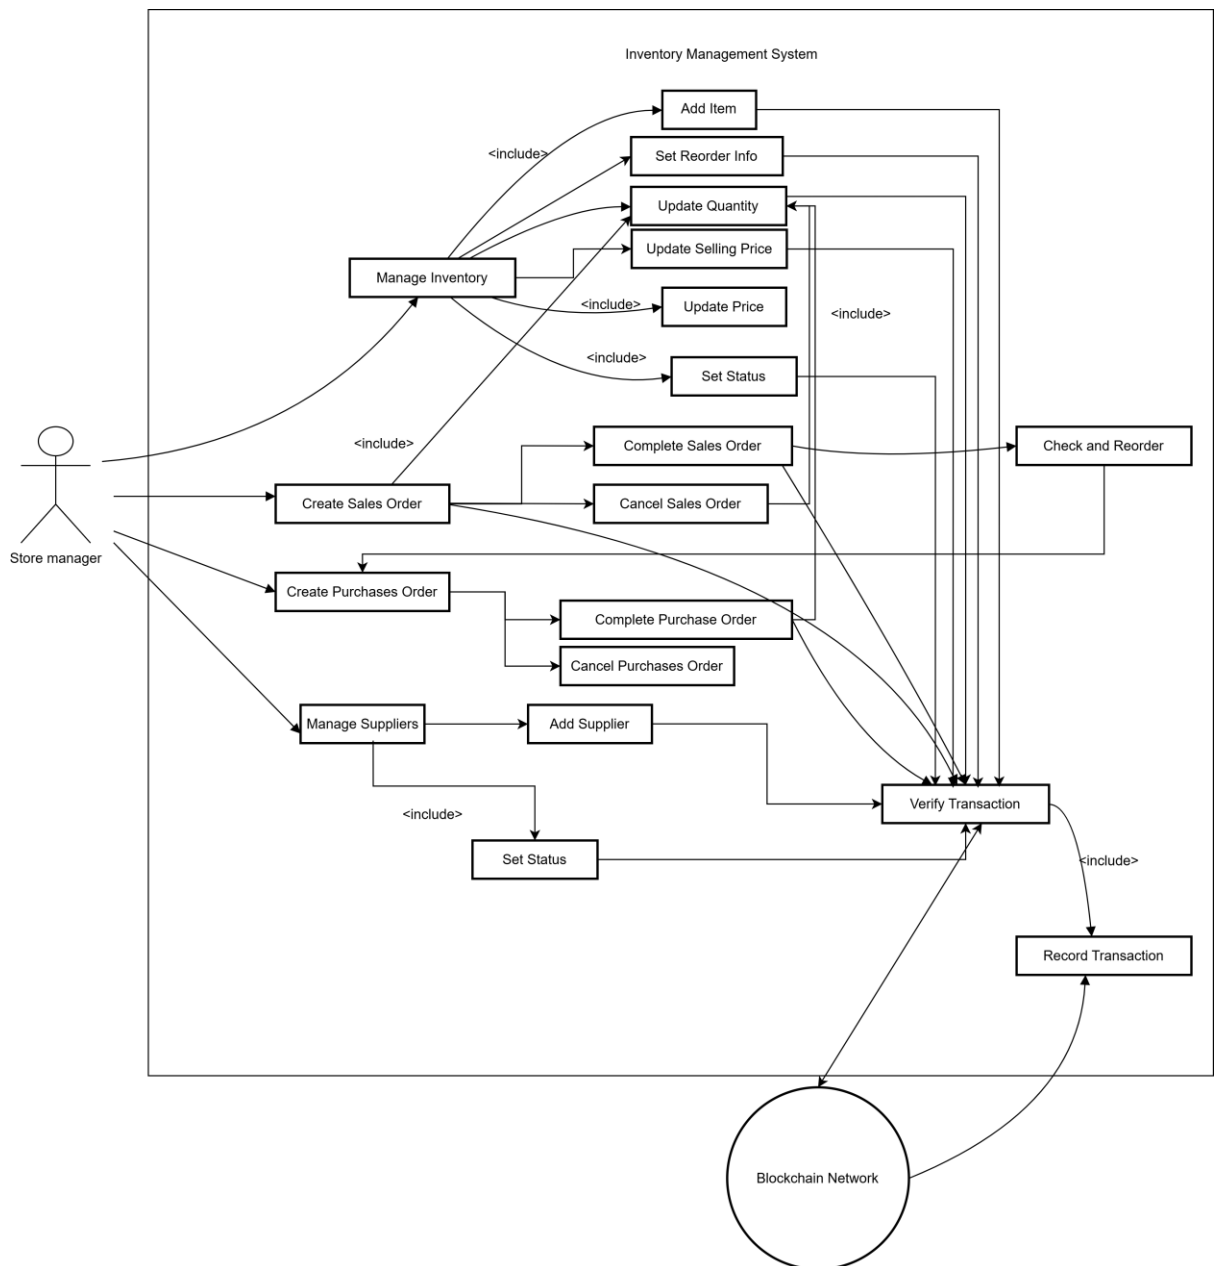 Inventory Management System
Add Item
<include>
Set Reorder Info
Update Quantity
Update Selling Price
Manage Inventory
<include>
Update Price
<include>
<include>
Set Status
<include>
Complete Sales Order
Check and Reorder
Create Sales Order
Cancel Sales Order
Store manager
Create Purchases Order
Complete Purchase Order
Cancel Purchases Order
Manage Suppliers
Add Supplier
Verify Transaction
<include>
Set Status
<include>
Record Transaction
Blockchain Network